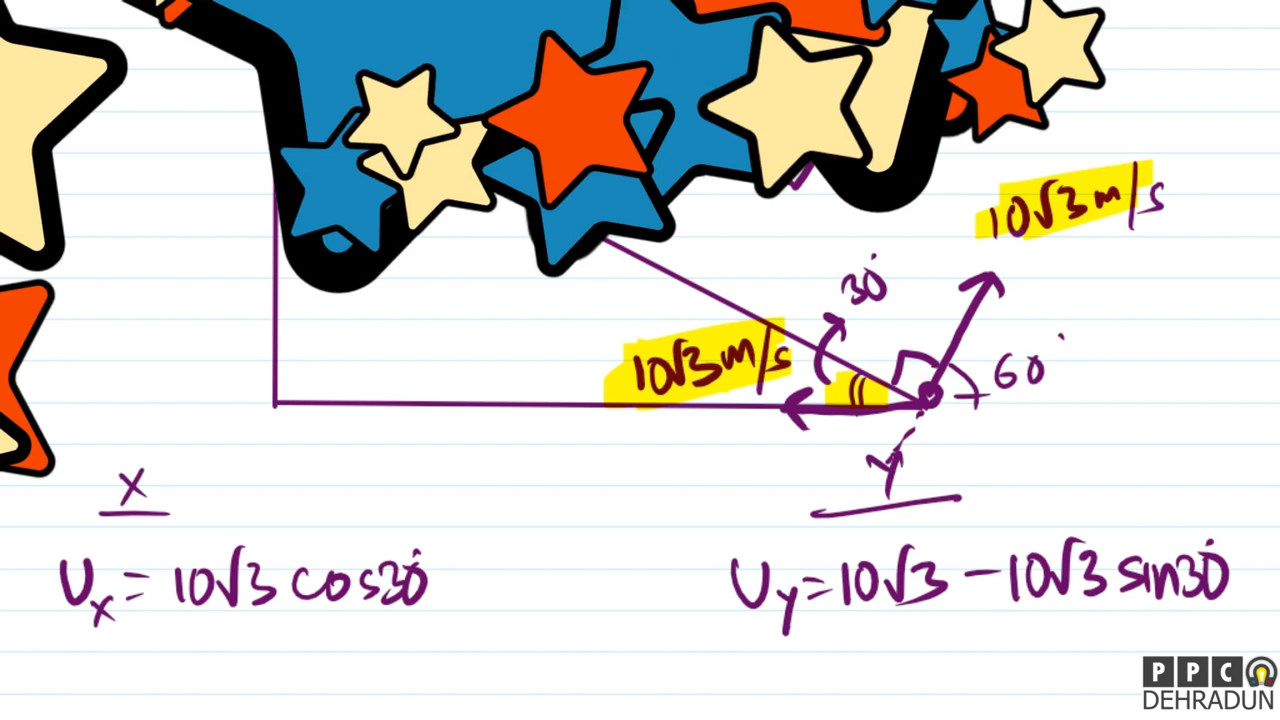 10√3 m/s
30°
10√3 m/s
60°
x
y
Ux = 10√3 cos30°
Uy = 10√3 − 10√3 sin30°
PPC
DEHRADUN